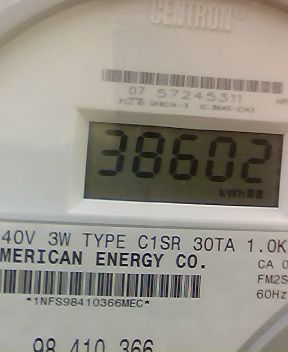 CENTRON
07 57245311
38602
kWh
40V 3W TYPE C1SR 30TA 1.0K
MERICAN ENERGY CO.
CA 0
FM2S
60Hz
*1NFS98410366MEC*
98 410 366